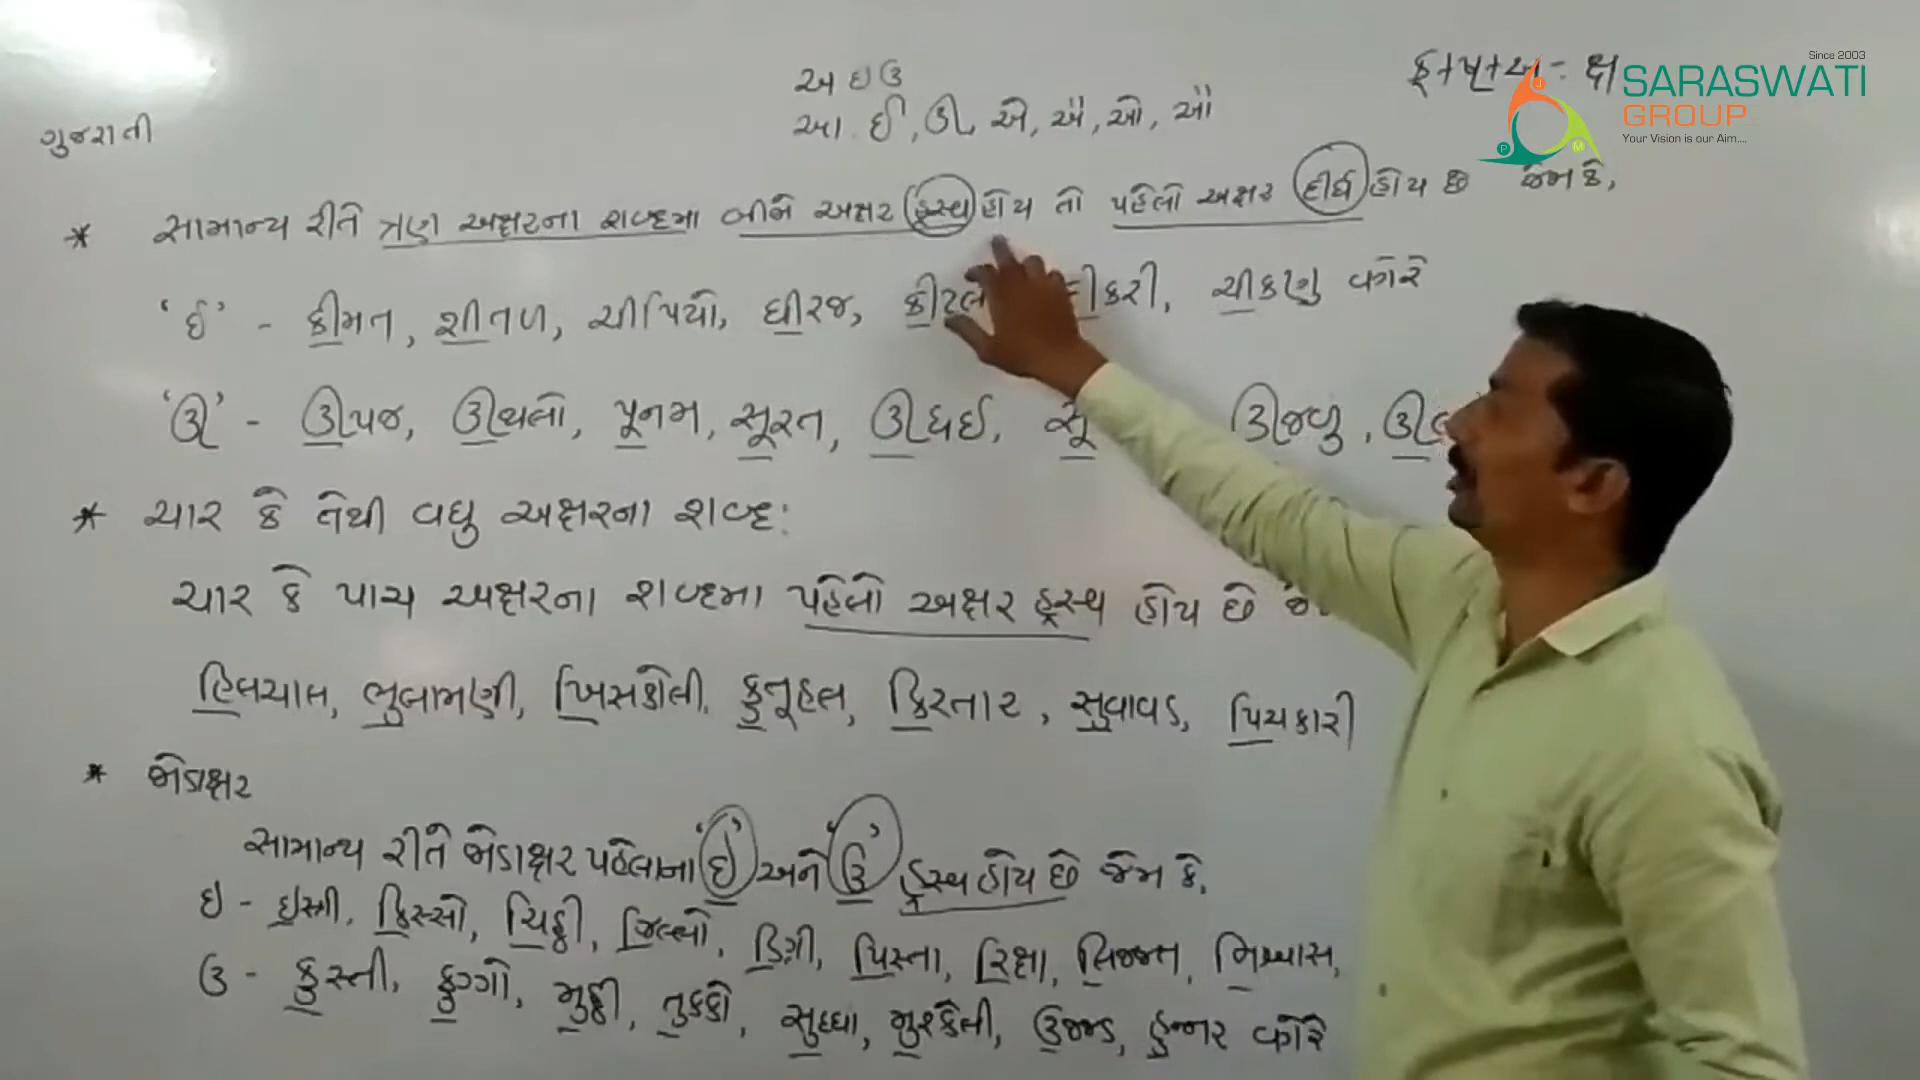 અ ઇ ઉ
ક્+ષ્+અ = ક્ષ
Since 2003
SARASWATI
GROUP
Your Vision is our Aim....
J
P
M
આ. ઈ, ઊ, એ, ઐ, ઓ, ઔ
ગુજરાતી
* સામાન્ય રીતે ત્રણ અક્ષરના શબ્દમા બીજો અક્ષર હ્રસ્વ હોય તો પહેલો અક્ષર દીર્ઘ હોય છે જેમ કે,
'ઈ' - કીમત, શીતળ, ચીપિયો, ધીરજ, ચીકણુ વગેરે
'ઊ' - ઊપજ, ઊથલો, પૂનમ, સૂરત, ઊધઈ, ઊજળુ,
* ચાર કે તેથી વધુ અક્ષરના શબ્દ:
ચાર કે પાચ અક્ષરના શબ્દમા પહેલો અક્ષર હ્રસ્વ હોય છે
હિલચાલ, ભુલામણી, ખિસકોલી, કુતૂહલ, કિરતાર, સુવાવડ, પિચકારી
* જોડાક્ષર
સામાન્ય રીતે જોડાક્ષર પહેલાના 'ઇ' અને 'ઉ' હ્રસ્વ હોય છે જેમ કે,
ઇ - ઇસ્ત્રી, કિસ્સો, ચિઠ્ઠી, જિલ્લો, ડિગ્રી, પિસ્તા, રિક્ષા, લિજ્જત,
ઉ - કુસ્તી, ફુગ્ગો, મુઠ્ઠી, તુક્કો, સુધ્ધા, મુશ્કેલી, ઉજ્જડ, હુન્નર વગેરે